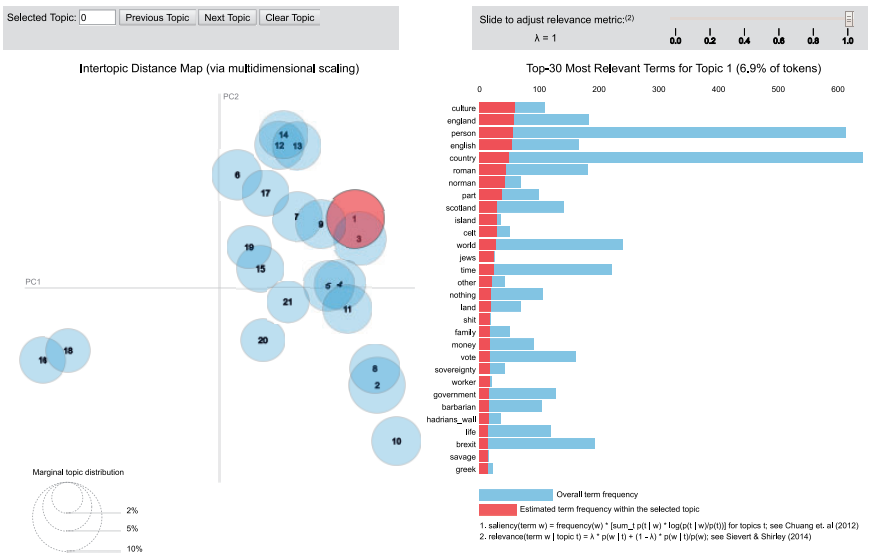 Selected Topic: 0 Previous Topic Next Topic Clear Topic
Slide to adjust relevance metric:(2)
λ = 1
0.0 0.2 0.4 0.6 0.8 1.0
Intertopic Distance Map (via multidimensional scaling)
PC2
PC1
14
12 13
6
17
7 9 1
3
19
15
4
21
11
20
18
8
2
10
Marginal topic distribution
2%
5%
10%
Top-30 Most Relevant Terms for Topic 1 (6.9% of tokens)
0 100 200 300 400 500 600
culture
england
person
english
country
roman
norman
part
scotland
island
celt
world
jews
time
other
nothing
land
shit
family
money
vote
sovereignty
worker
government
barbarian
hadrians_wall
life
brexit
savage
greek
Overall term frequency
Estimated term frequency within the selected topic
1. saliency(term w) = frequency(w) * [sum_t p(t | w) * log(p(t | w)/p(t))] for topics t; see Chuang et. al (2012)
2. relevance(term w | topic t) = λ * p(w | t) + (1 - λ) * p(w | t)/p(w); see Sievert & Shirley (2014)